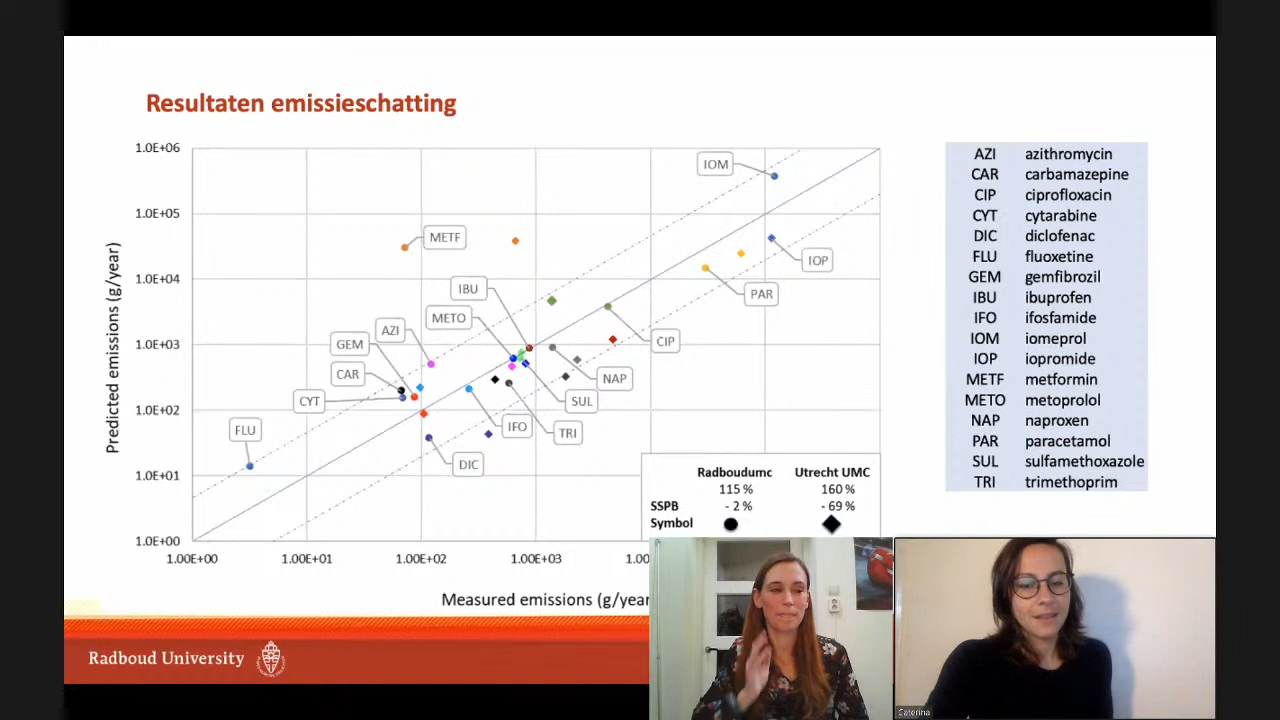 Resultaten emissieschatting
1.0E+06
1.0E+05
1.0E+04
1.0E+03
1.0E+02
1.0E+01
1.0E+00
Predicted emissions (g/year)
IOM
METF
IOP
IBU
PAR
METO
AZI
GEM
CIP
CAR
NAP
CYT
SUL
IFO
TRI
FLU
DIC
Radboudumc Utrecht UMC
115 % 160 %
SSPB - 2 % - 69 %
Symbol
1.00E+00 1.00E+01 1.00E+02 1.00E+03 1.00
Measured emissions (g/year
AZI azithromycin
CAR carbamazepine
CIP ciprofloxacin
CYT cytarabine
DIC diclofenac
FLU fluoxetine
GEM gemfibrozil
IBU ibuprofen
IFO ifosfamide
IOM iomeprol
IOP iopromide
METF metformin
METO metoprolol
NAP naproxen
PAR paracetamol
SUL sulfamethoxazole
TRI trimethoprim
Radboud University
Caterina